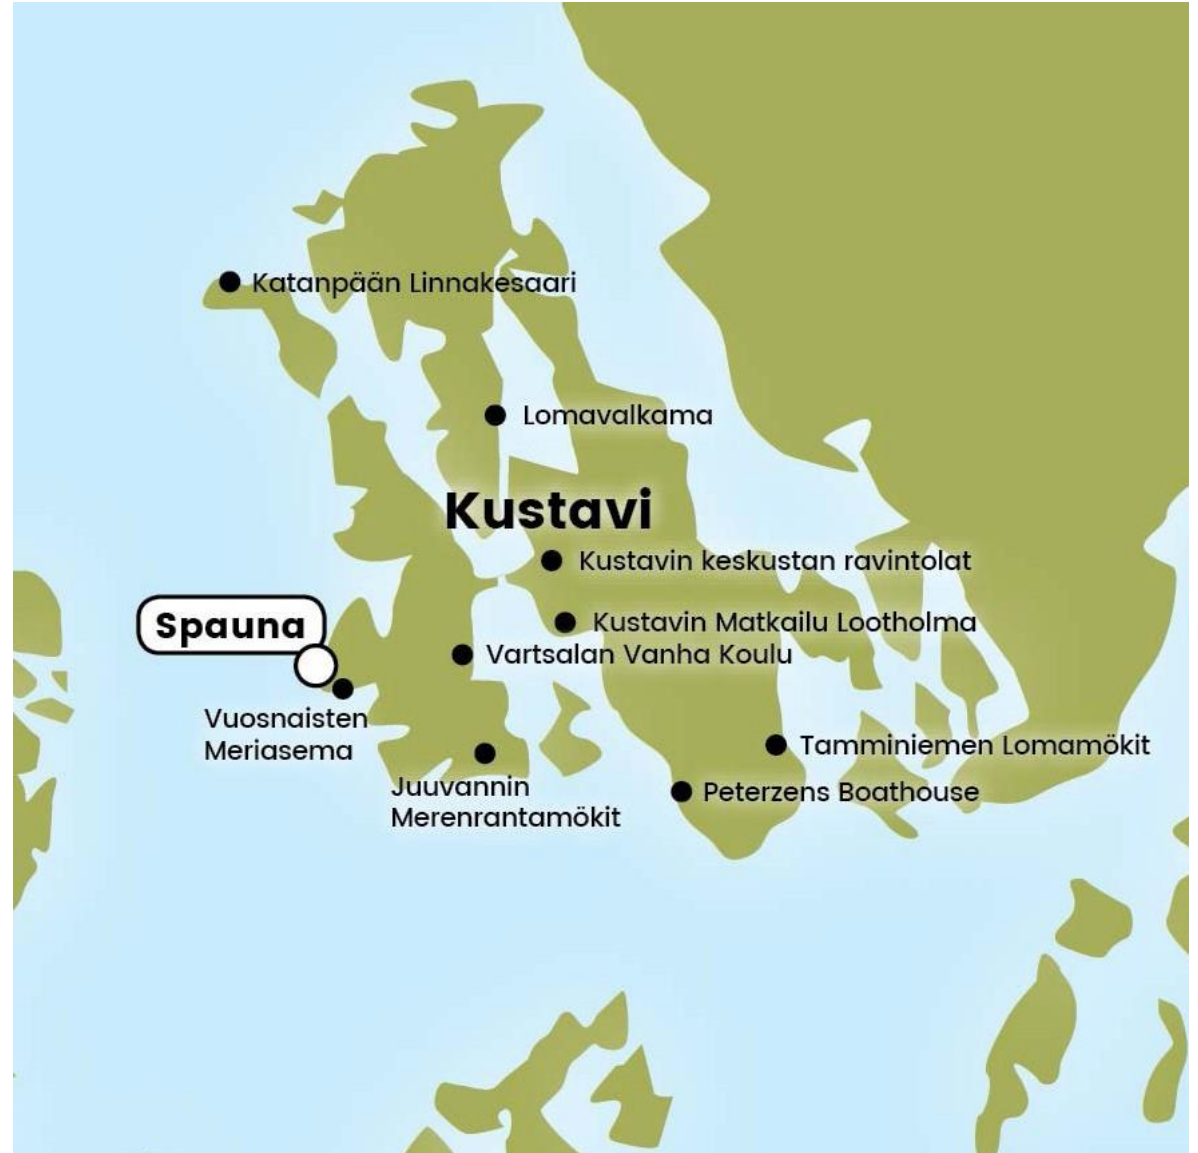 Katanpään Linnakesaari
Lomavalkama
Kustavi
Kustavin keskustan ravintolat
Spauna
Kustavin Matkailu Lootholma
Vartsalan Vanha Koulu
Vuosnaisten
Meriasema
Tamminiemen Lomamökit
Juuvannin
Merenrantamökit
Peterzens Boathouse